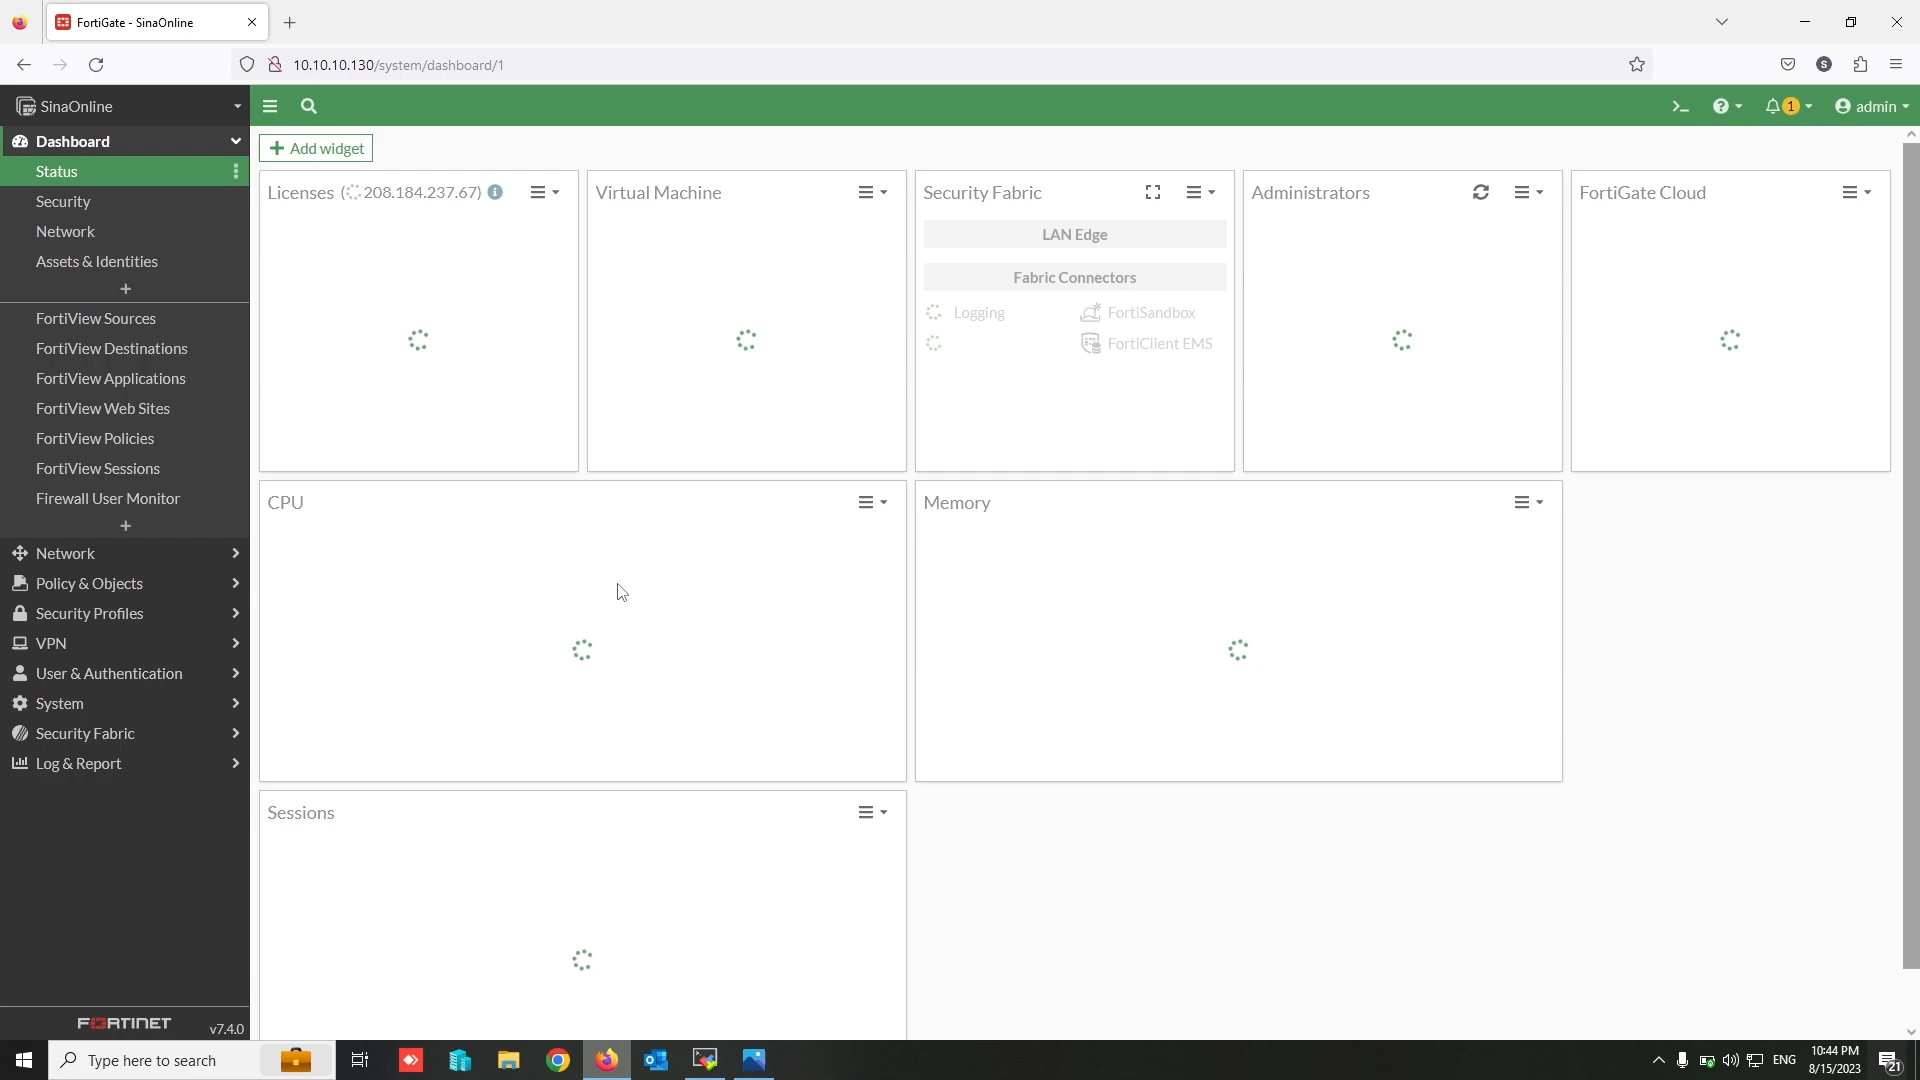 FortiGate - SinaOnline
10.10.10.130/system/dashboard/1
S
SinaOnline
1
admin
Dashboard
Status
Security
Network
Assets & Identities
FortiView Sources
FortiView Destinations
FortiView Applications
FortiView Web Sites
FortiView Policies
FortiView Sessions
Firewall User Monitor
Network
Policy & Objects
Security Profiles
VPN
User & Authentication
System
Security Fabric
Log & Report
FORTINET
v7.4.0
Add widget
Licenses (208.184.237.67)
Virtual Machine
Security Fabric
LAN Edge
Fabric Connectors
Logging
FortiSandbox
FortiClient EMS
Administrators
FortiGate Cloud
CPU
Memory
Sessions
Type here to search
ENG
10:44 PM
8/15/2023
21